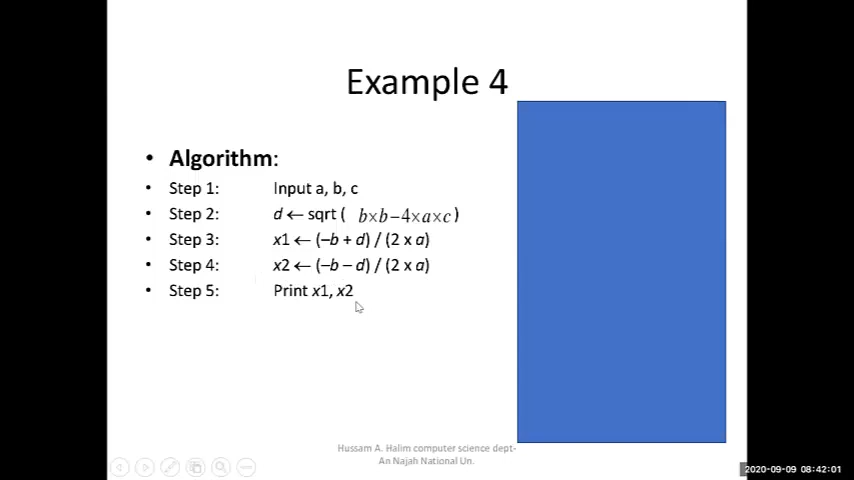 Example 4
• Algorithm:
• Step 1: Input a, b, c
• Step 2: d ← sqrt ( b×b−4×a×c )
• Step 3: x1 ← (–b + d) / (2 x a)
• Step 4: x2 ← (–b – d) / (2 x a)
• Step 5: Print x1, x2
Hussam A. Halim computer science dept-
An Najah National Un.
2020-09-09 08:42:01